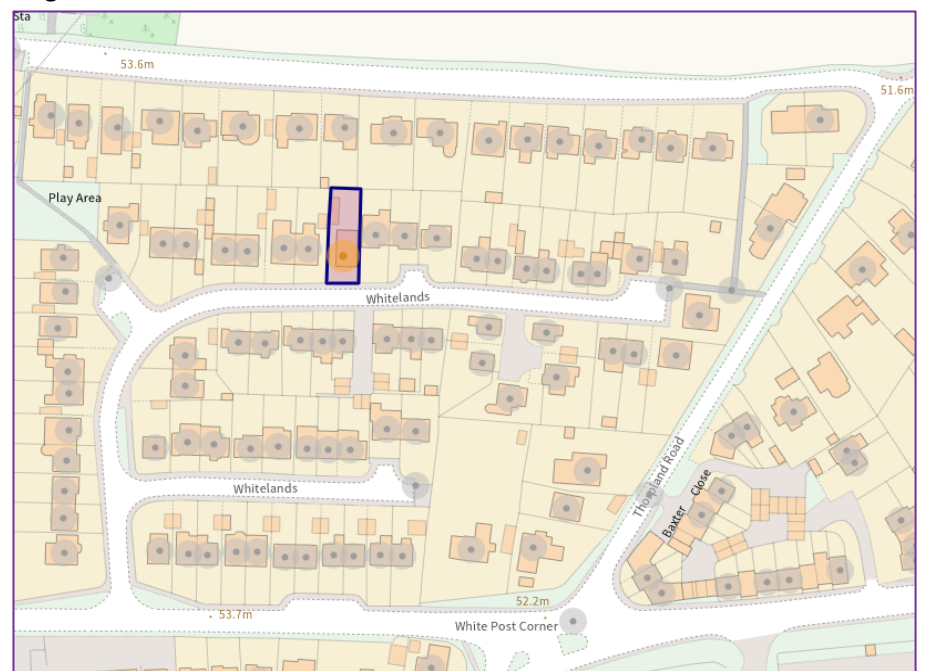 Sta
53.6m
51.6m
Play Area
Whitelands
Whitelands
Thorpland Road
Baxter Close
53.7m
52.2m
White Post Corner